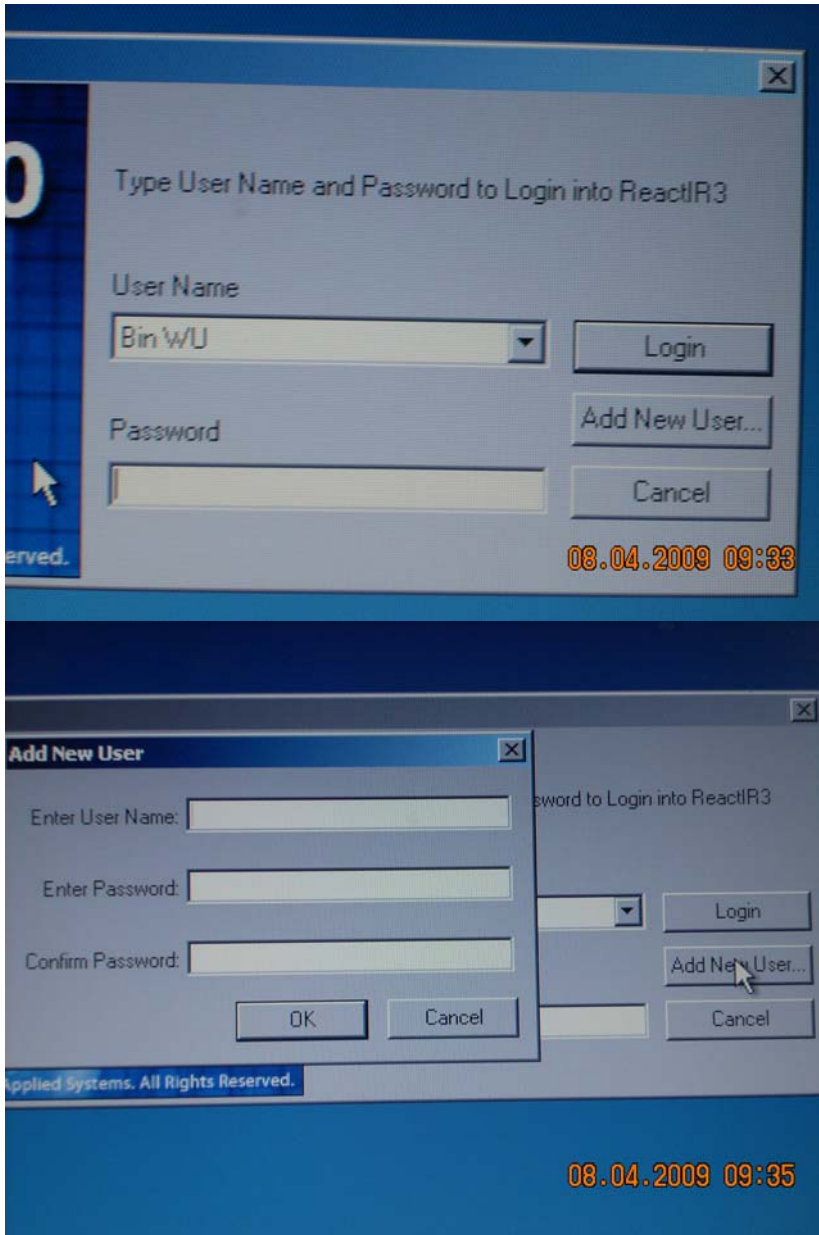 0
Type User Name and Password to Login into ReactIR3
User Name
Bin WU
Login
Add New User...
Password
Cancel
erved.
08.04.2009 09:33
Add New User
Enter User Name:
sword to Login into ReactIR3
Enter Password:
Login
Confirm Password:
Add New User...
OK
Cancel
Cancel
Applied Systems. All Rights Reserved.
08.04.2009 09:35